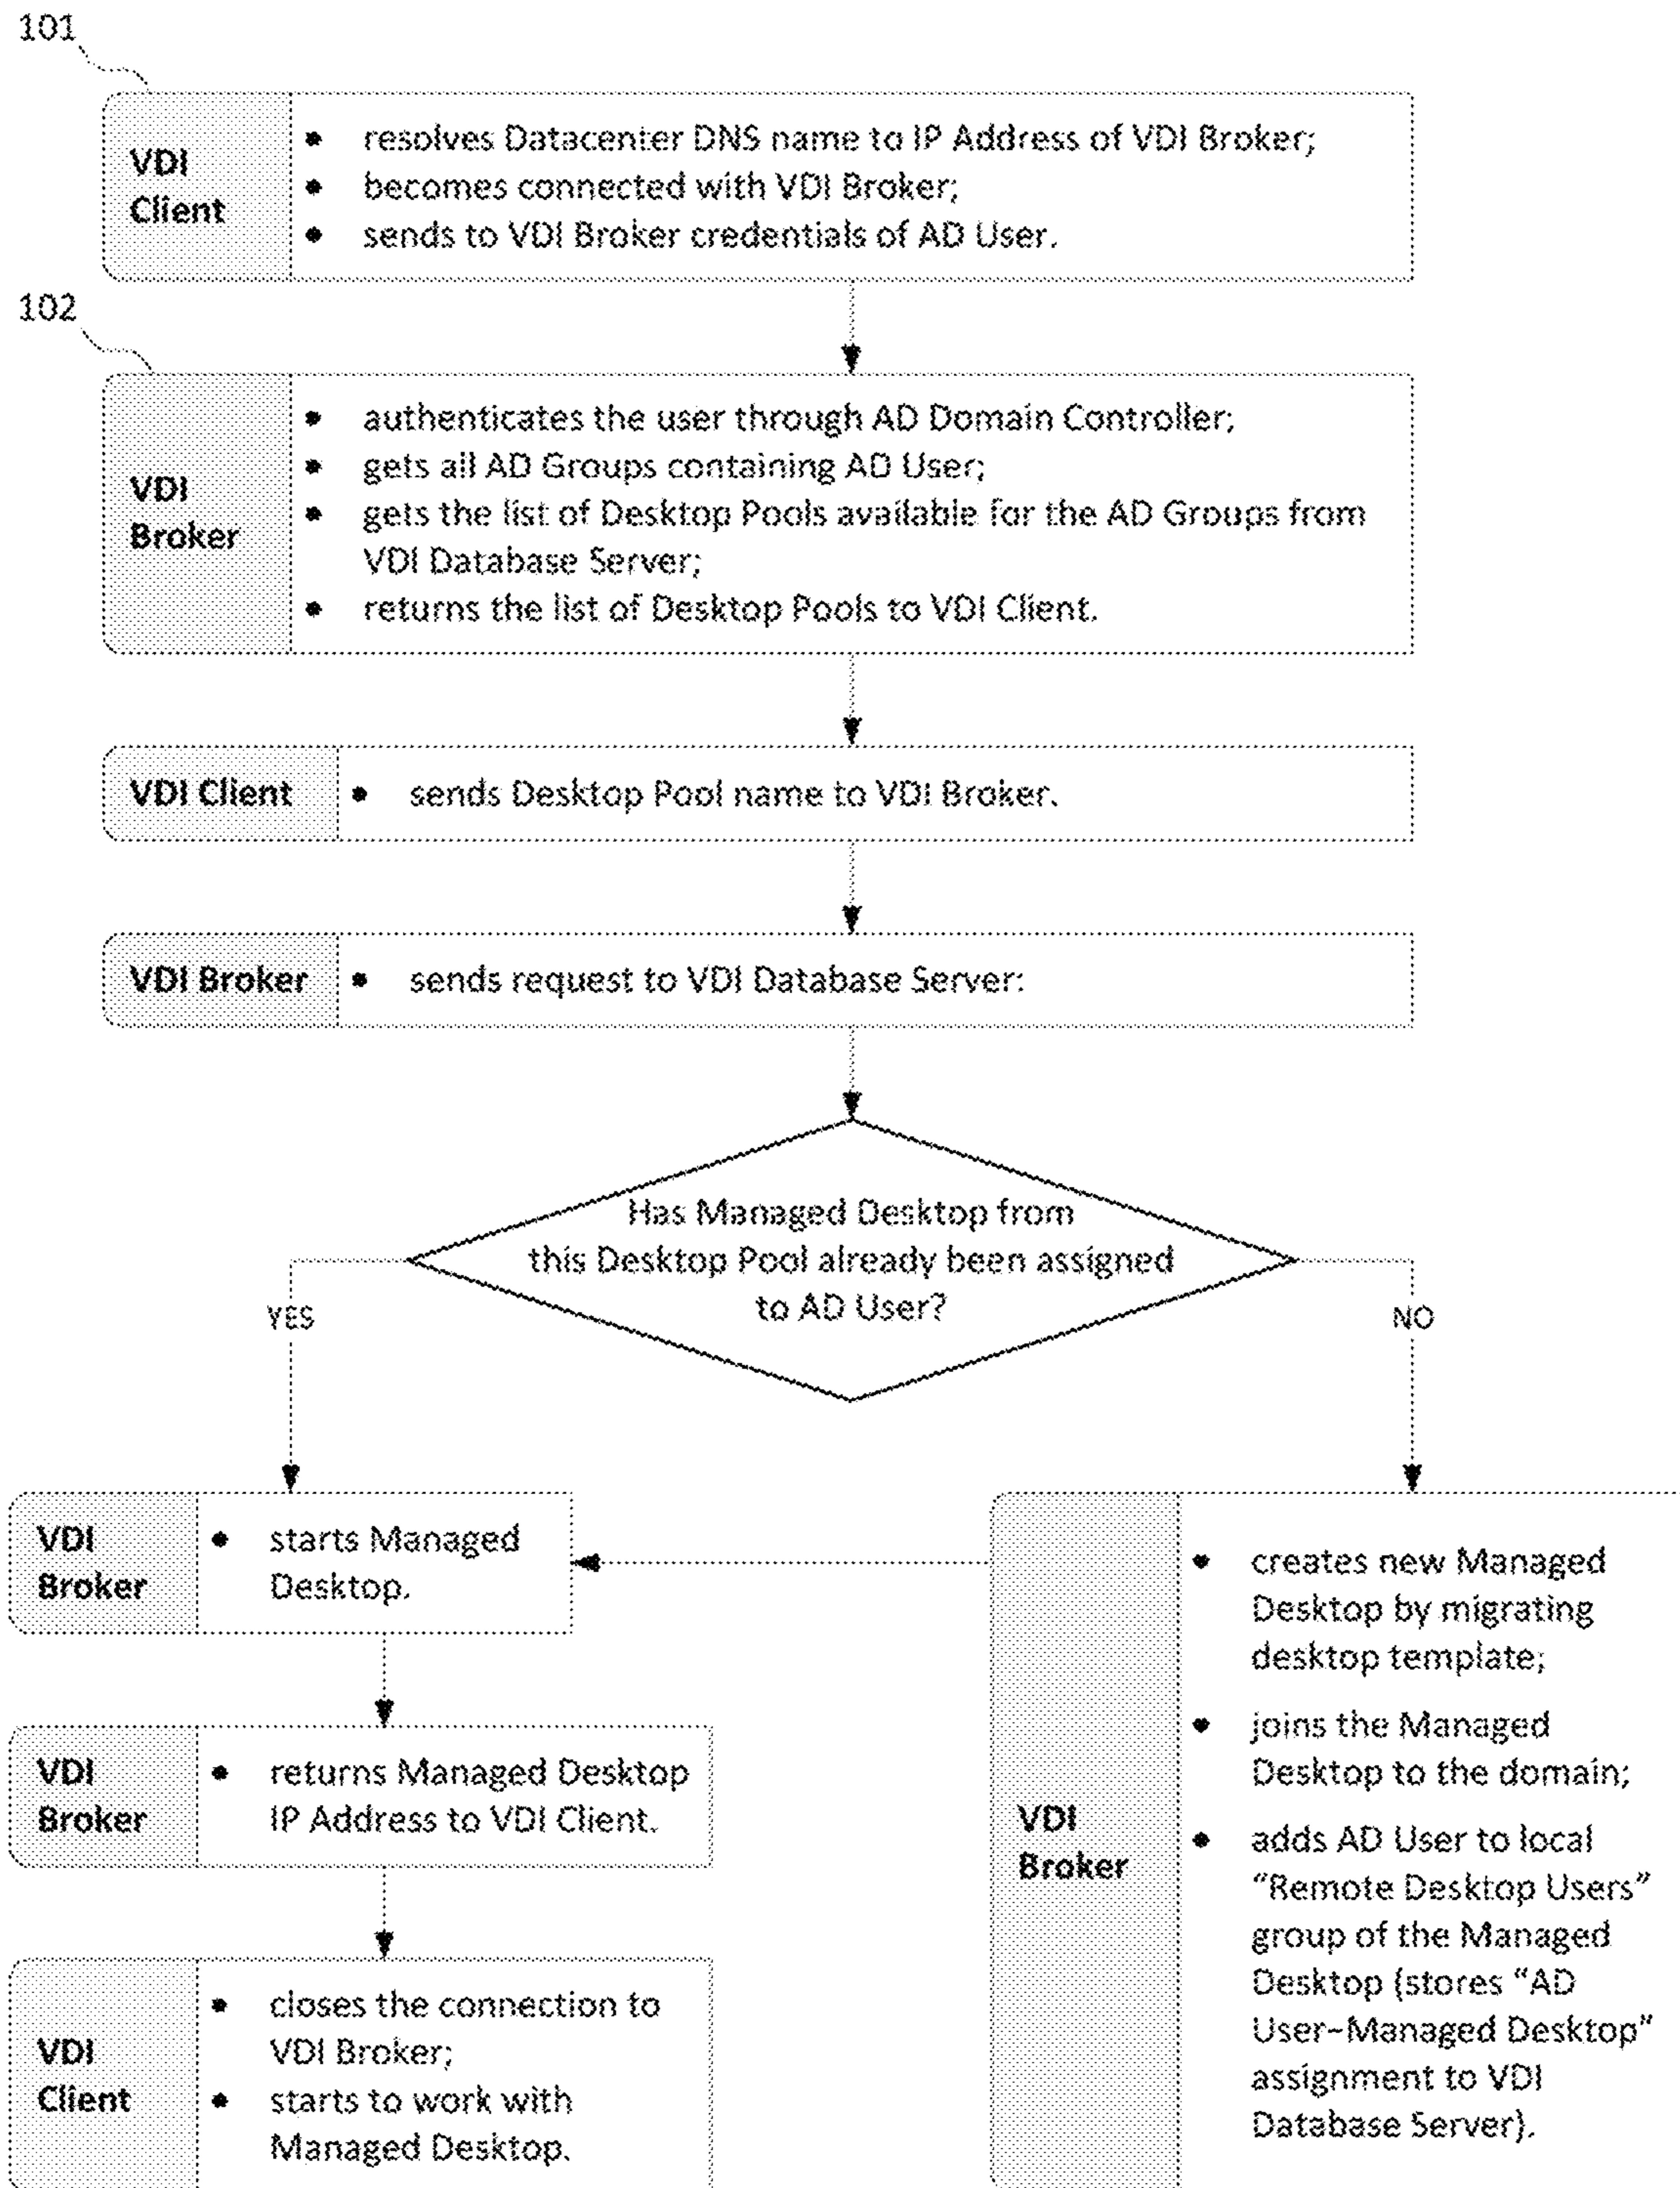 101
VDI
Client
• resolves Datacenter DNS name to IP Address of VDI Broker;
• becomes connected with VDI Broker;
• sends to VDI Broker credentials of AD User.
102
VDI
Broker
• authenticates the user through AD Domain Controller;
• gets all AD Groups containing AD User;
• gets the list of Desktop Pools available for the AD Groups from
VDI Database Server;
• returns the list of Desktop Pools to VDI Client.
VDI Client
• sends Desktop Pool name to VDI Broker.
VDI Broker
• sends request to VDI Database Server:
Has Managed Desktop from
this Desktop Pool already been assigned
to AD User?
YES
NO
VDI
Broker
• starts Managed
Desktop.
VDI
Broker
• returns Managed Desktop
IP Address to VDI Client.
VDI
Client
• closes the connection to
VDI Broker;
• starts to work with
Managed Desktop.
VDI
Broker
• creates new Managed
Desktop by migrating
desktop template;
• joins the Managed
Desktop to the domain;
• adds AD User to local
“Remote Desktop Users”
group of the Managed
Desktop (stores “AD
User–Managed Desktop”
assignment to VDI
Database Server).